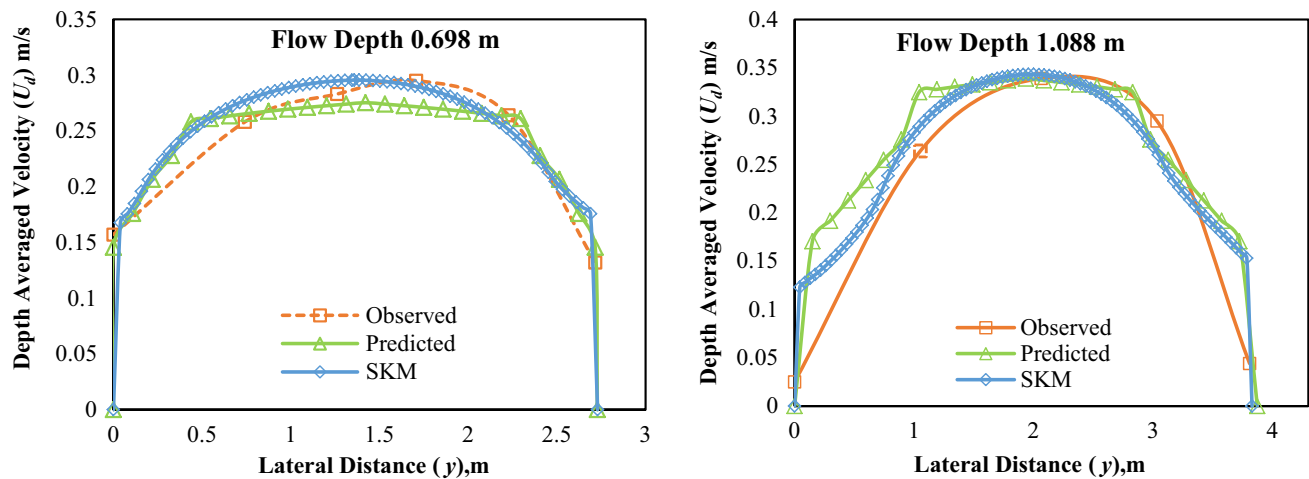 Flow Depth 0.698 m
Depth Averaged Velocity (Ud) m/s
0.35
0.3
0.25
0.2
0.15
0.1
0.05
0
Observed
Predicted
SKM
0 0.5 1 1.5 2 2.5 3
Lateral Distance ( y),m
Flow Depth 1.088 m
Depth Averaged Velocity (Ud) m/s
0.4
0.35
0.3
0.25
0.2
0.15
0.1
0.05
0
Observed
Predicted
SKM
0 1 2 3 4
Lateral Distance ( y),m